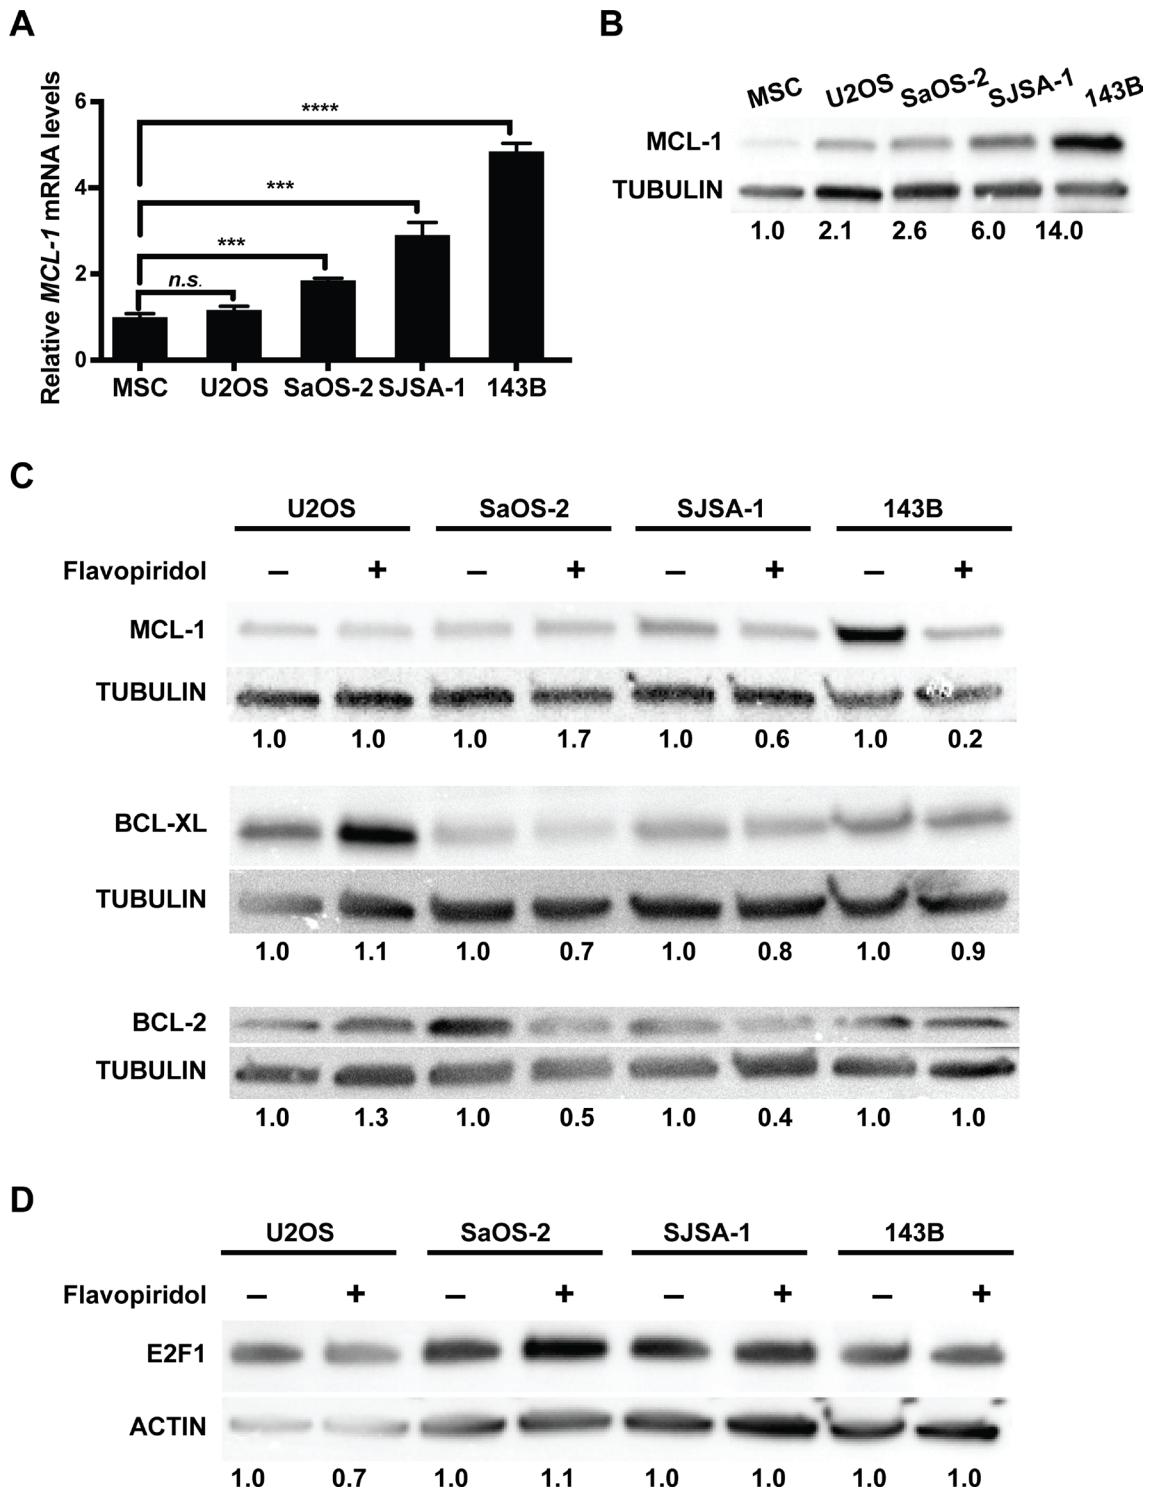 A
Relative MCL-1 mRNA levels
6
4
2
0
****
***
***
n.s.
MSC U2OS SaOS-2 SJSA-1 143B
B
MSC U2OS SaOS-2 SJSA-1 143B
MCL-1
TUBULIN
1.0 2.1 2.6 6.0 14.0
C
U2OS SaOS-2 SJSA-1 143B
Flavopiridol – + – + – + – +
MCL-1
TUBULIN
1.0 1.0 1.0 1.7 1.0 0.6 1.0 0.2
BCL-XL
TUBULIN
1.0 1.1 1.0 0.7 1.0 0.8 1.0 0.9
BCL-2
TUBULIN
1.0 1.3 1.0 0.5 1.0 0.4 1.0 1.0
D
U2OS SaOS-2 SJSA-1 143B
Flavopiridol – + – + – + – +
E2F1
ACTIN
1.0 0.7 1.0 1.1 1.0 1.0 1.0 1.0